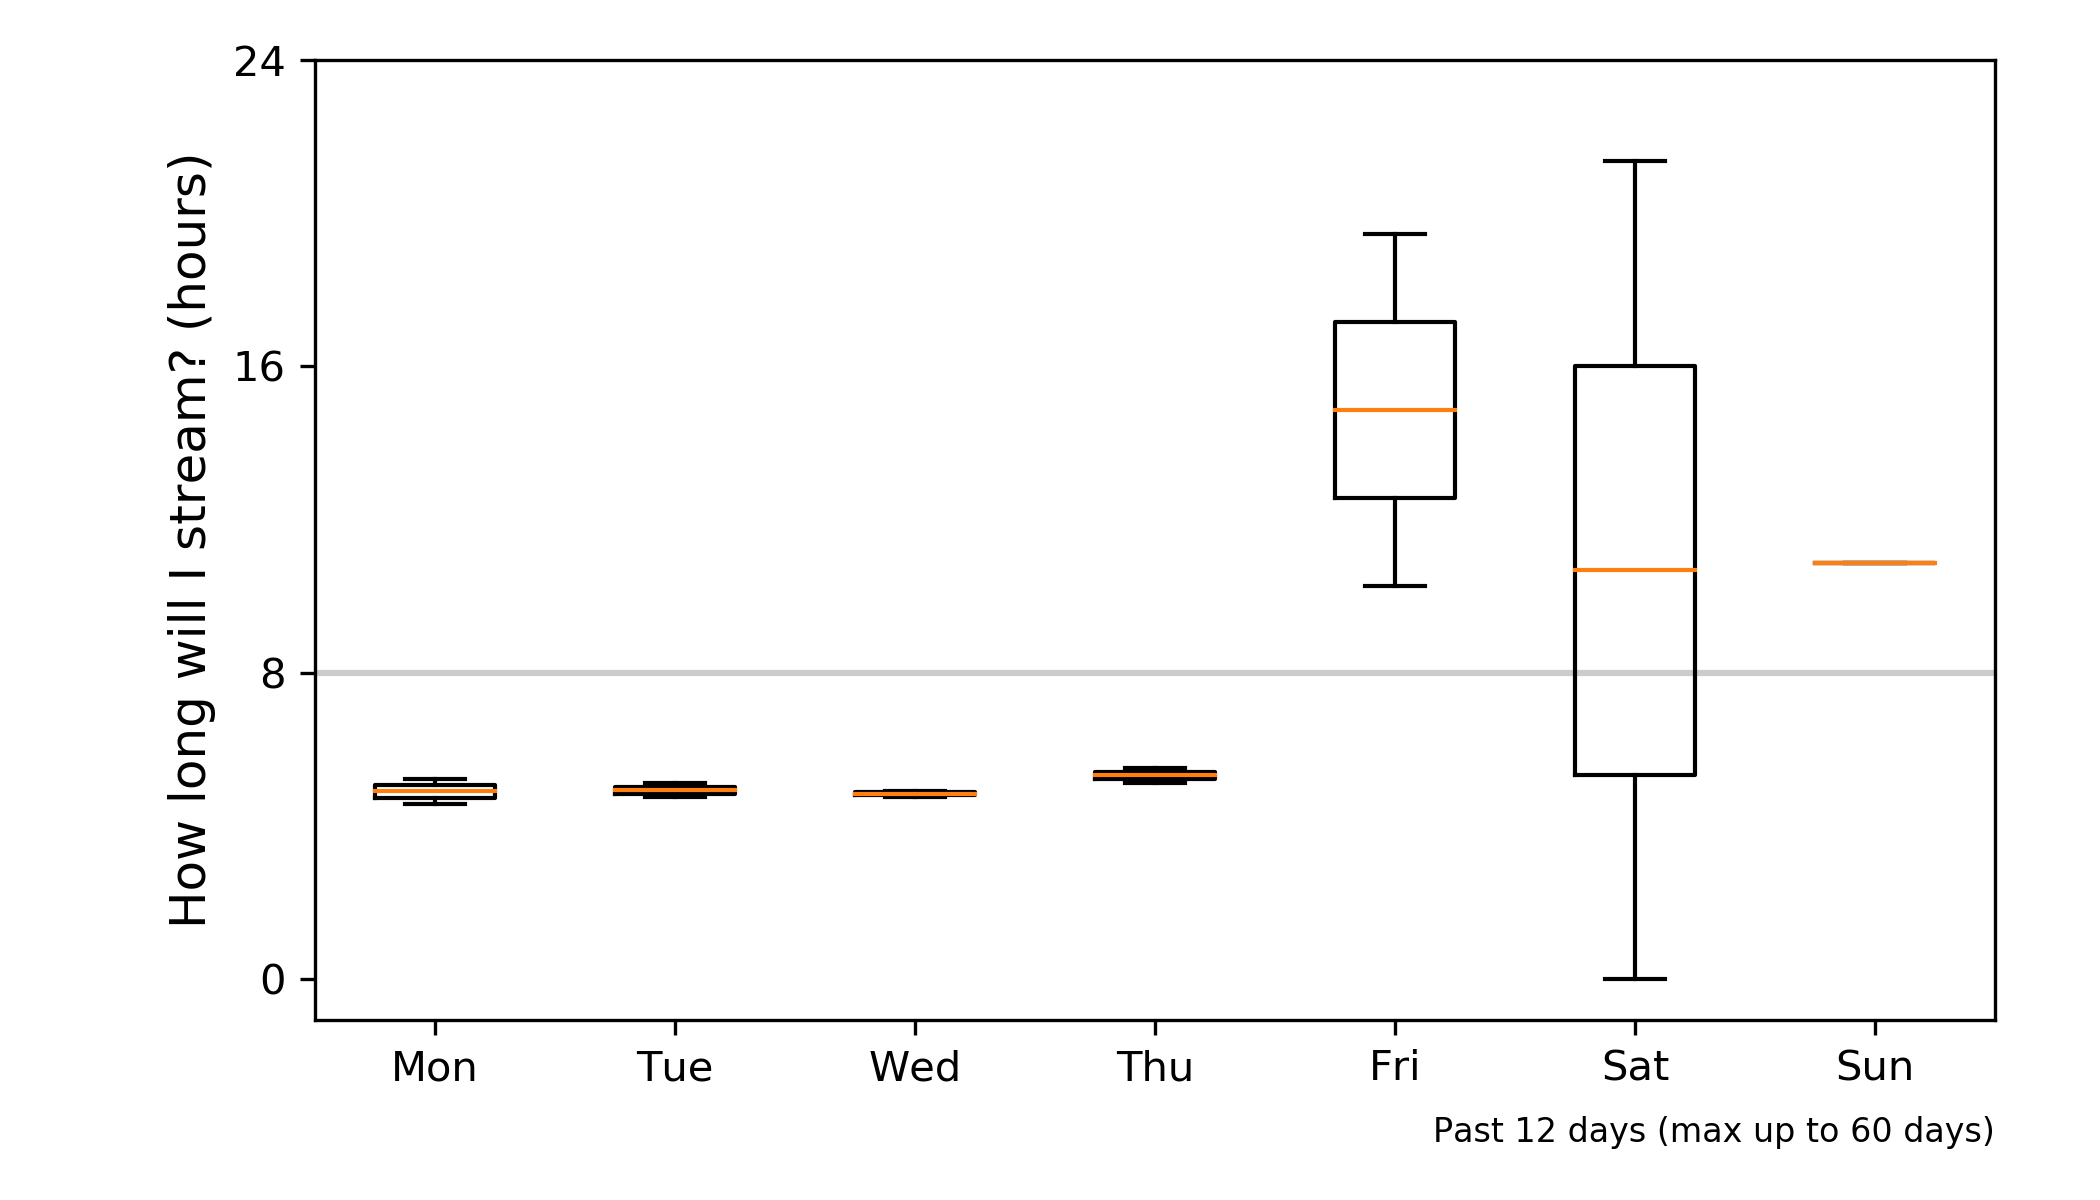 How long will I stream? (hours)
24
16
8
0
Mon Tue Wed Thu Fri Sat Sun
Past 12 days (max up to 60 days)